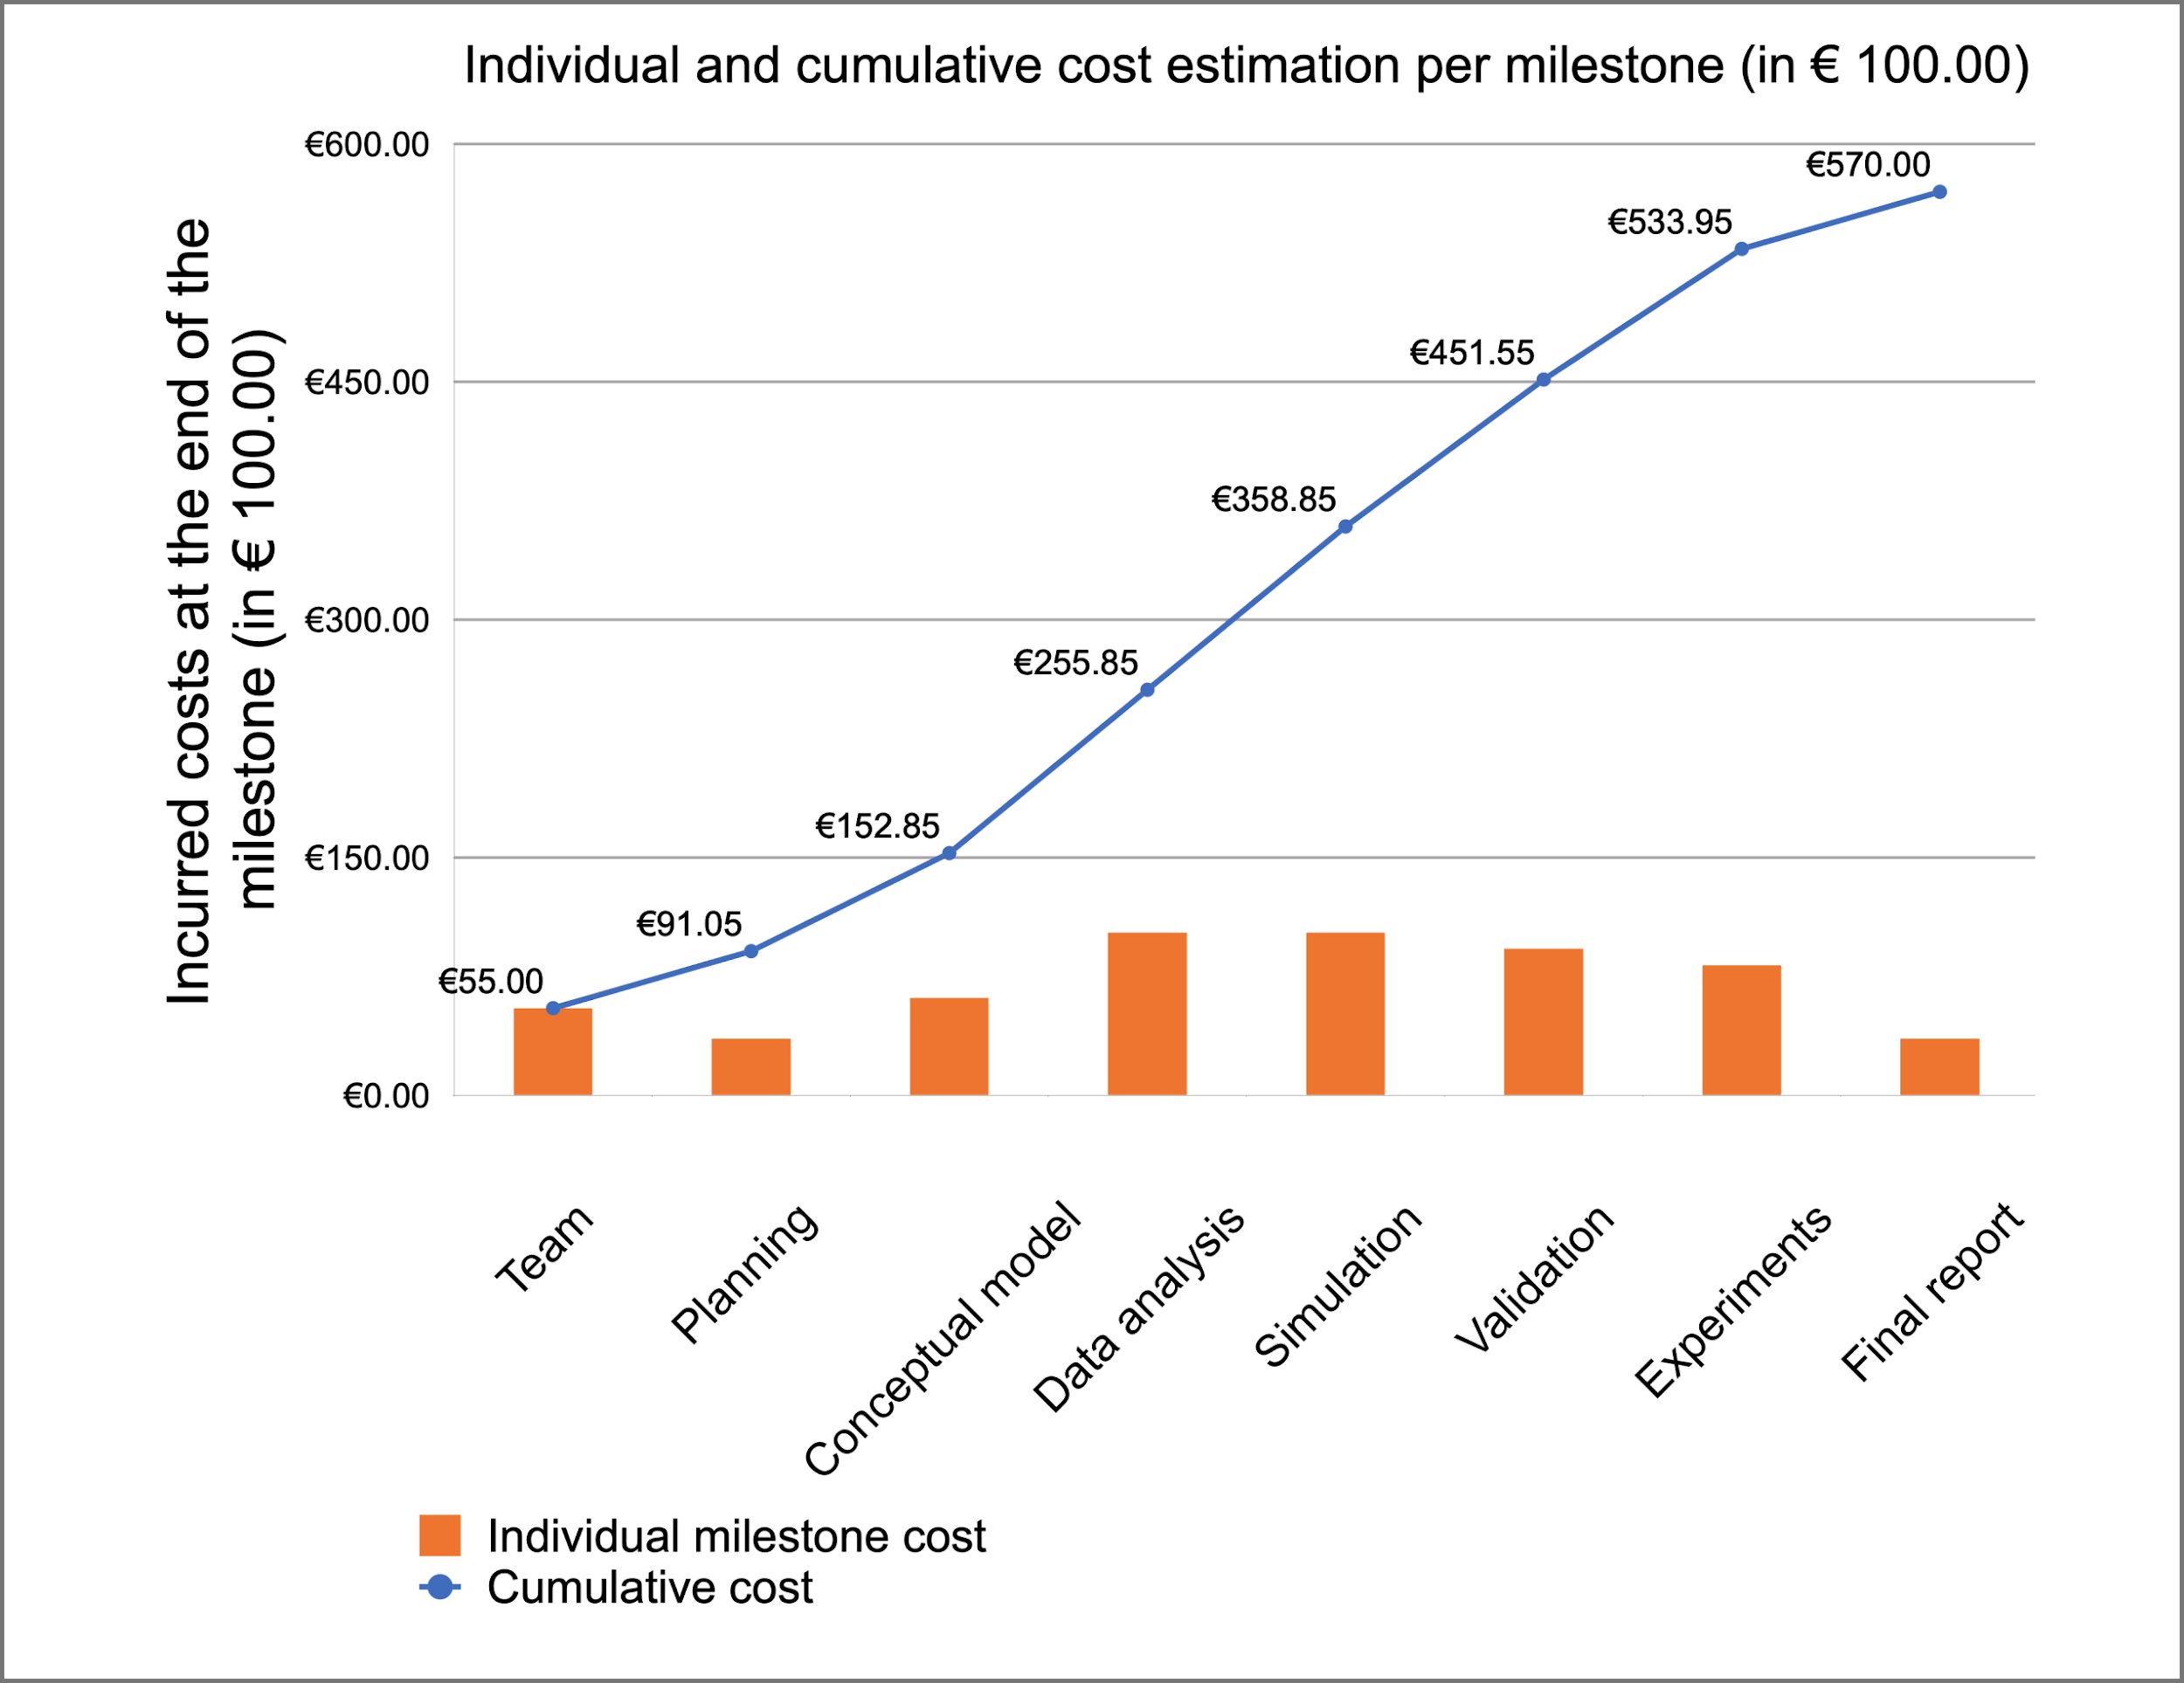 Individual and cumulative cost estimation per milestone (in € 100.00)
Incurred costs at the end of the
milestone (in € 100.00)
€600.00
€450.00
€300.00
€150.00
€0.00
€55.00
€91.05
€152.85
€255.85
€358.85
€451.55
€533.95
€570.00
Team
Planning
Conceptual model
Data analysis
Simulation
Validation
Experiments
Final report
Individual milestone cost
Cumulative cost